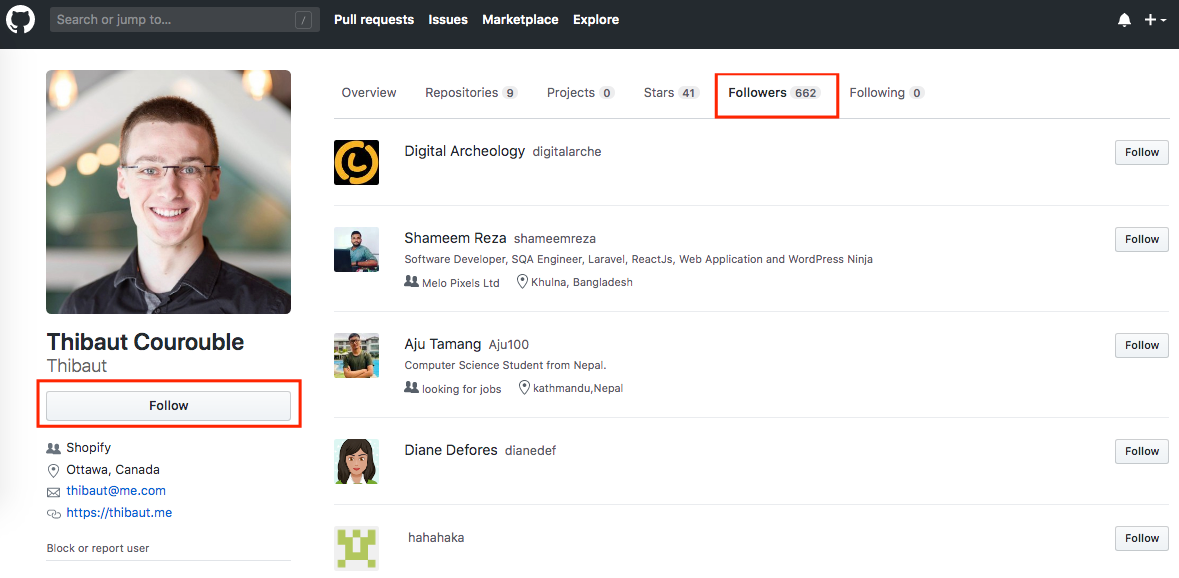 Search or jump to... /
Pull requests Issues Marketplace Explore
Overview Repositories 9 Projects 0 Stars 41 Followers 662 Following 0
Thibaut Courouble
Thibaut
Follow
Shopify
Ottawa, Canada
thibaut@me.com
https://thibaut.me
Block or report user
Digital Archeology digitalarche Follow
Shameem Reza shameemreza Follow
Software Developer, SQA Engineer, Laravel, ReactJs, Web Application and WordPress Ninja
Melo Pixels Ltd Khulna, Bangladesh
Aju Tamang Aju100 Follow
Computer Science Student from Nepal.
looking for jobs kathmandu,Nepal
Diane Defores dianedef Follow
hahahaka Follow